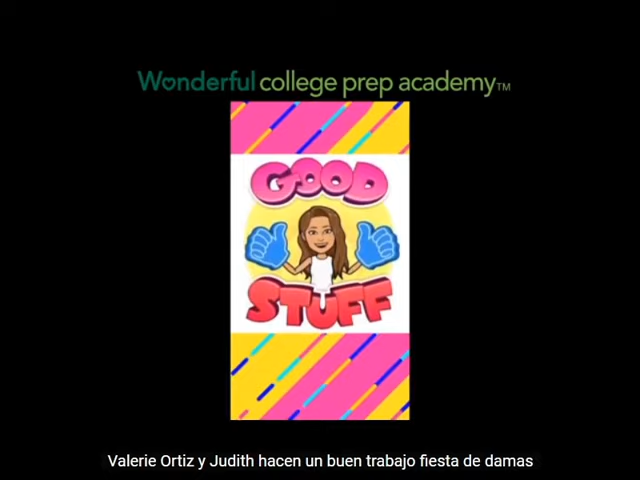 Wonderful college prep academy™
GOOD
STUFF
Valerie Ortiz y Judith hacen un buen trabajo fiesta de damas